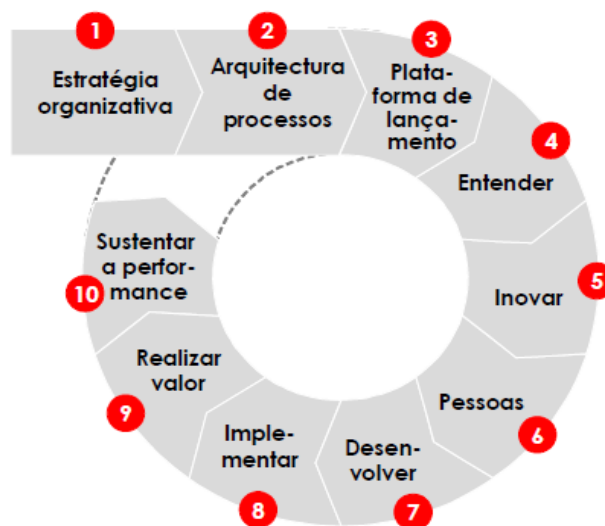 1
Estratégia
organizativa
2
Arquitectura
de
processos
3
Plata-
forma de
lança-
mento
4
Entender
5
Inovar
6
Pessoas
7
Desen-
volver
8
Imple-
mentar
9
Realizar
valor
10
Sustentar
a perfor-
mance